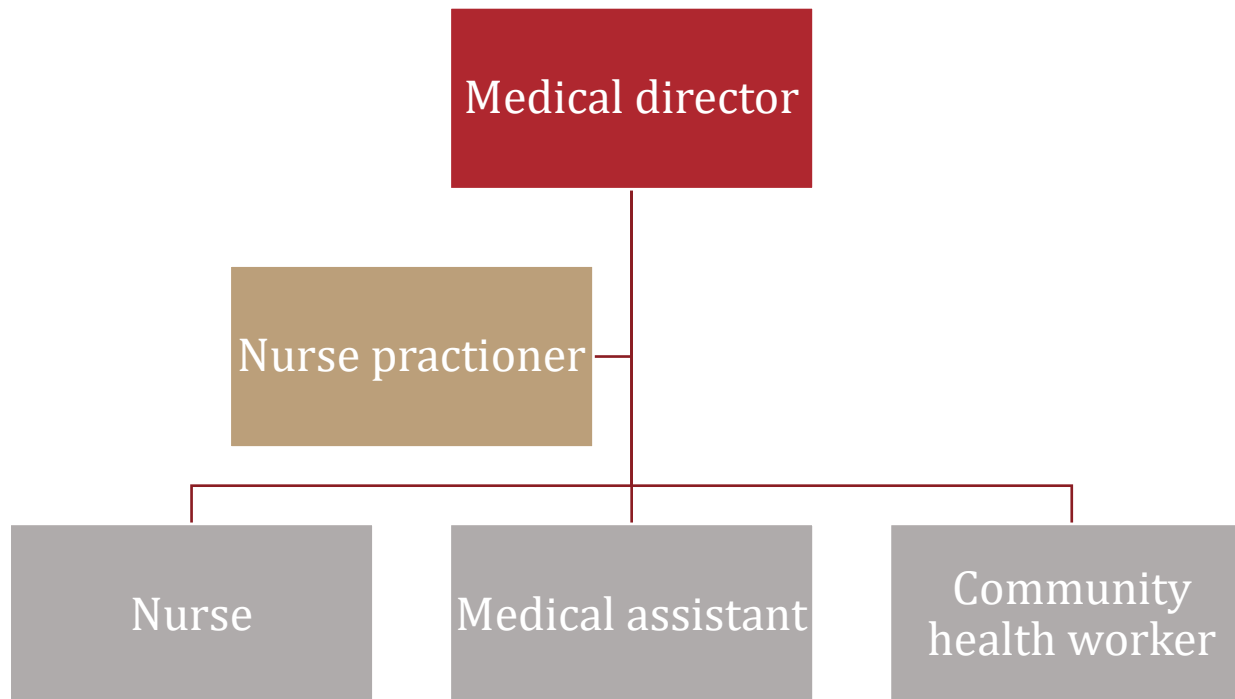 Medical director
Nurse practioner
Nurse
Medical assistant
Community
health worker